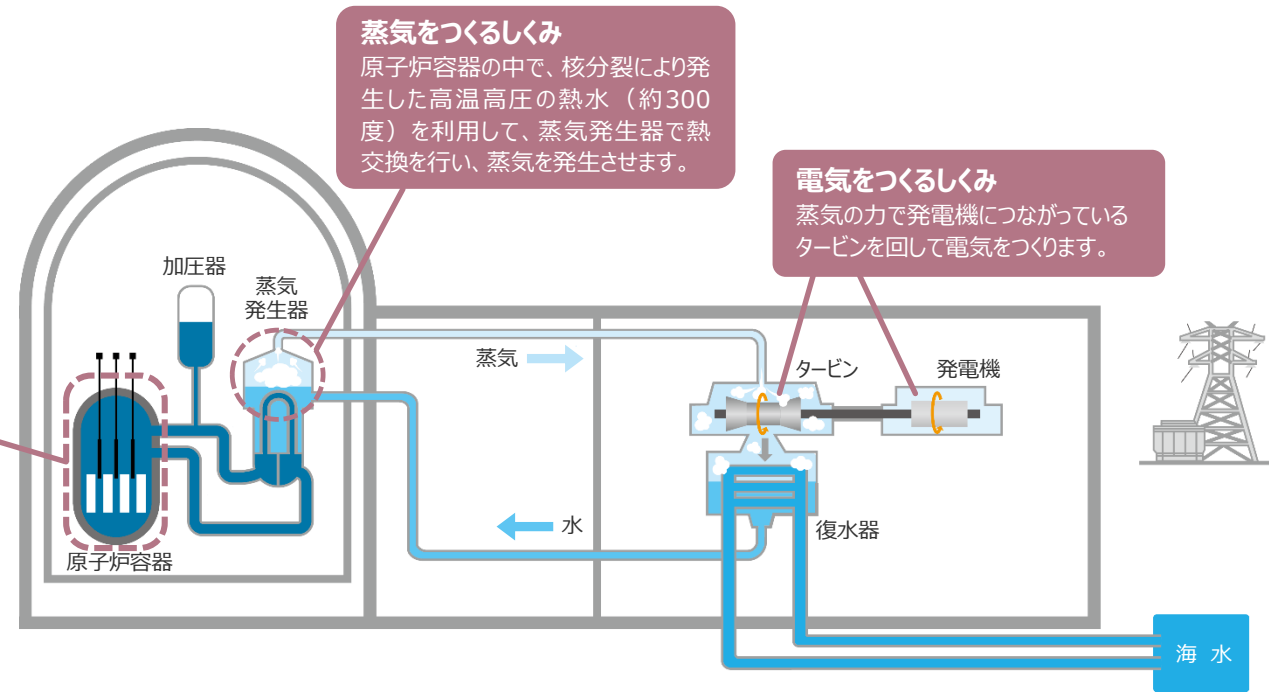 蒸気をつくるしくみ
原子炉容器の中で、核分裂により発
生した高温高圧の熱水（約300
度）を利用して、蒸気発生器で熱
交換を行い、蒸気を発生させます。
電気をつくるしくみ
蒸気の力で発電機につながっている
タービンを回して電気をつくります。
加圧器
蒸気
発生器
蒸気
タービン
発電機
水
復水器
原子炉容器
海 水